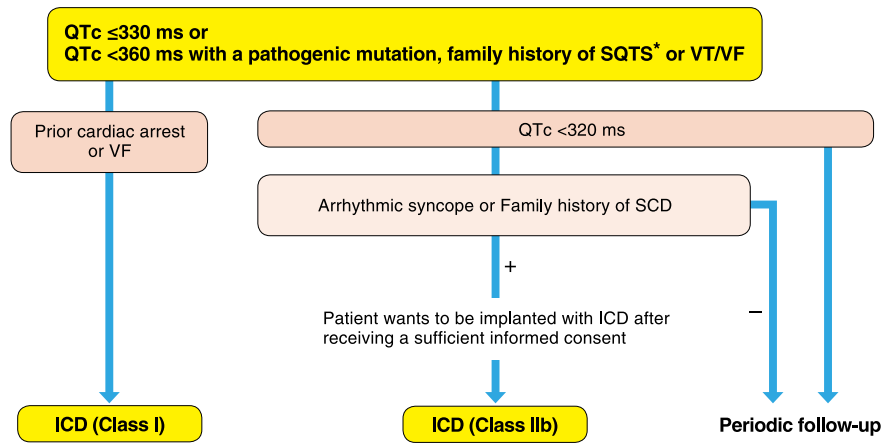 QTc ≤330 ms or
QTc <360 ms with a pathogenic mutation, family history of SQTS* or VT/VF
Prior cardiac arrest
or VF
QTc <320 ms
Arrhythmic syncope or Family history of SCD
+
−
Patient wants to be implanted with ICD after
receiving a sufficient informed consent
ICD (Class I)
ICD (Class IIb)
Periodic follow-up